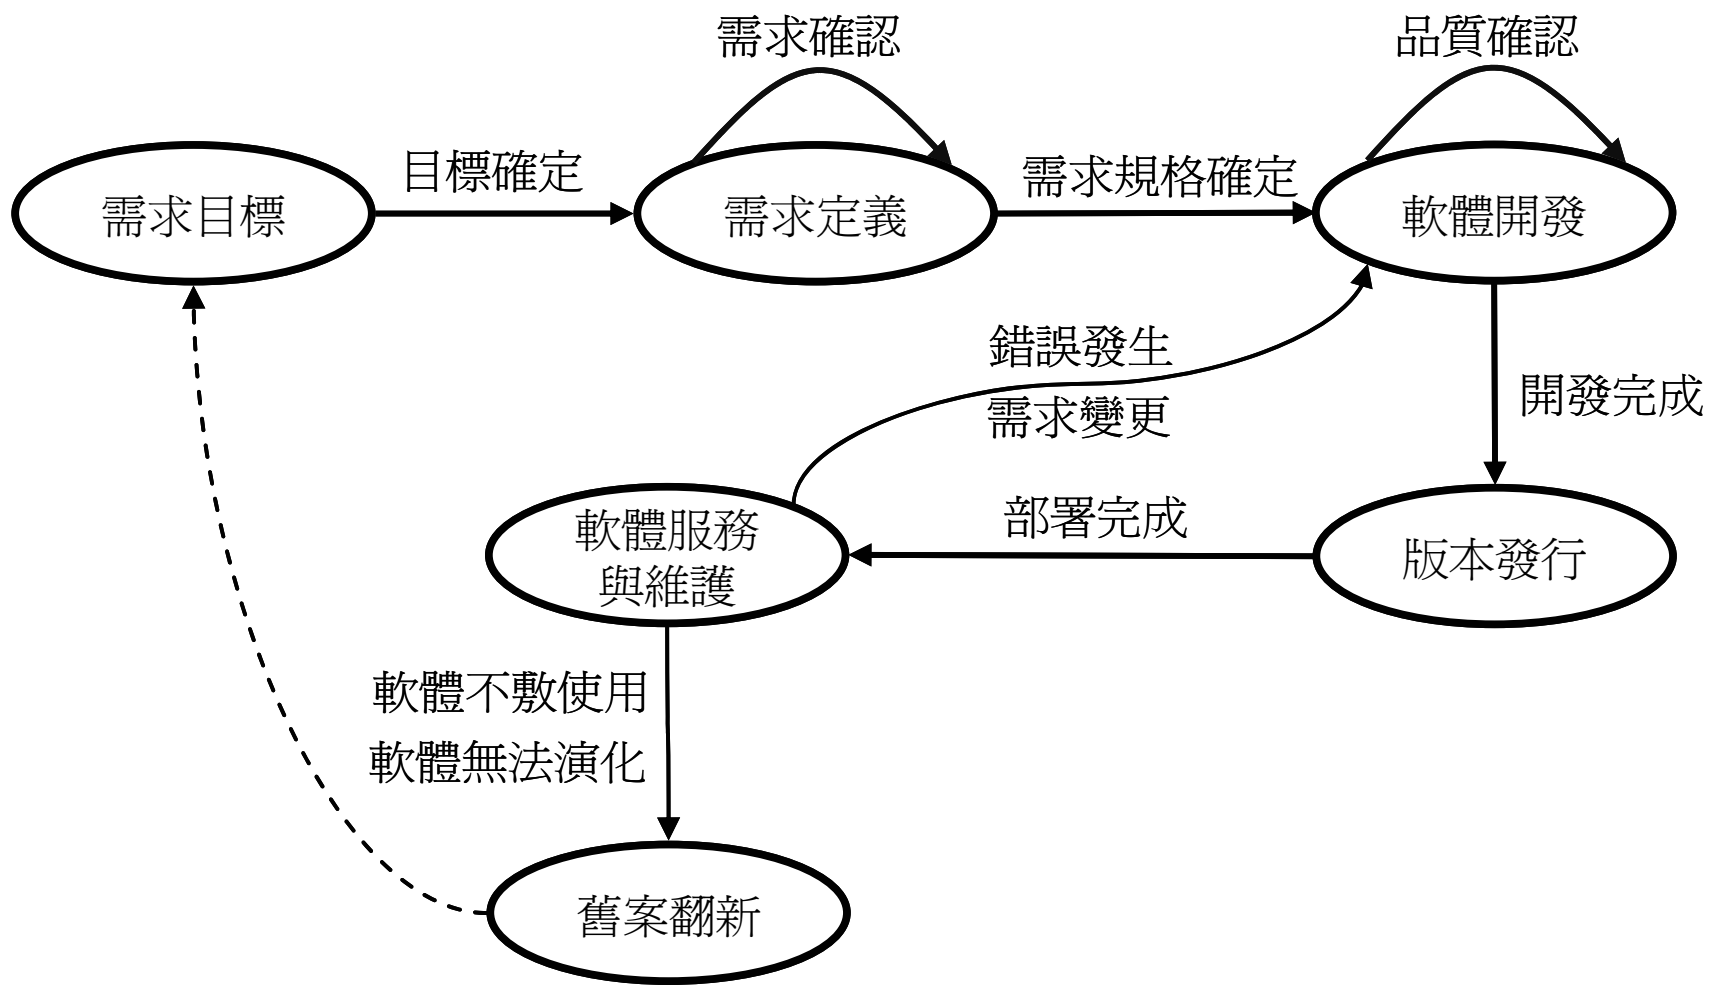 需求確認
品質確認
目標確定
需求規格確定
需求目標
需求定義
軟體開發
錯誤發生
需求變更
開發完成
部署完成
軟體服務
與維護
版本發行
軟體不敷使用
軟體無法演化
舊案翻新